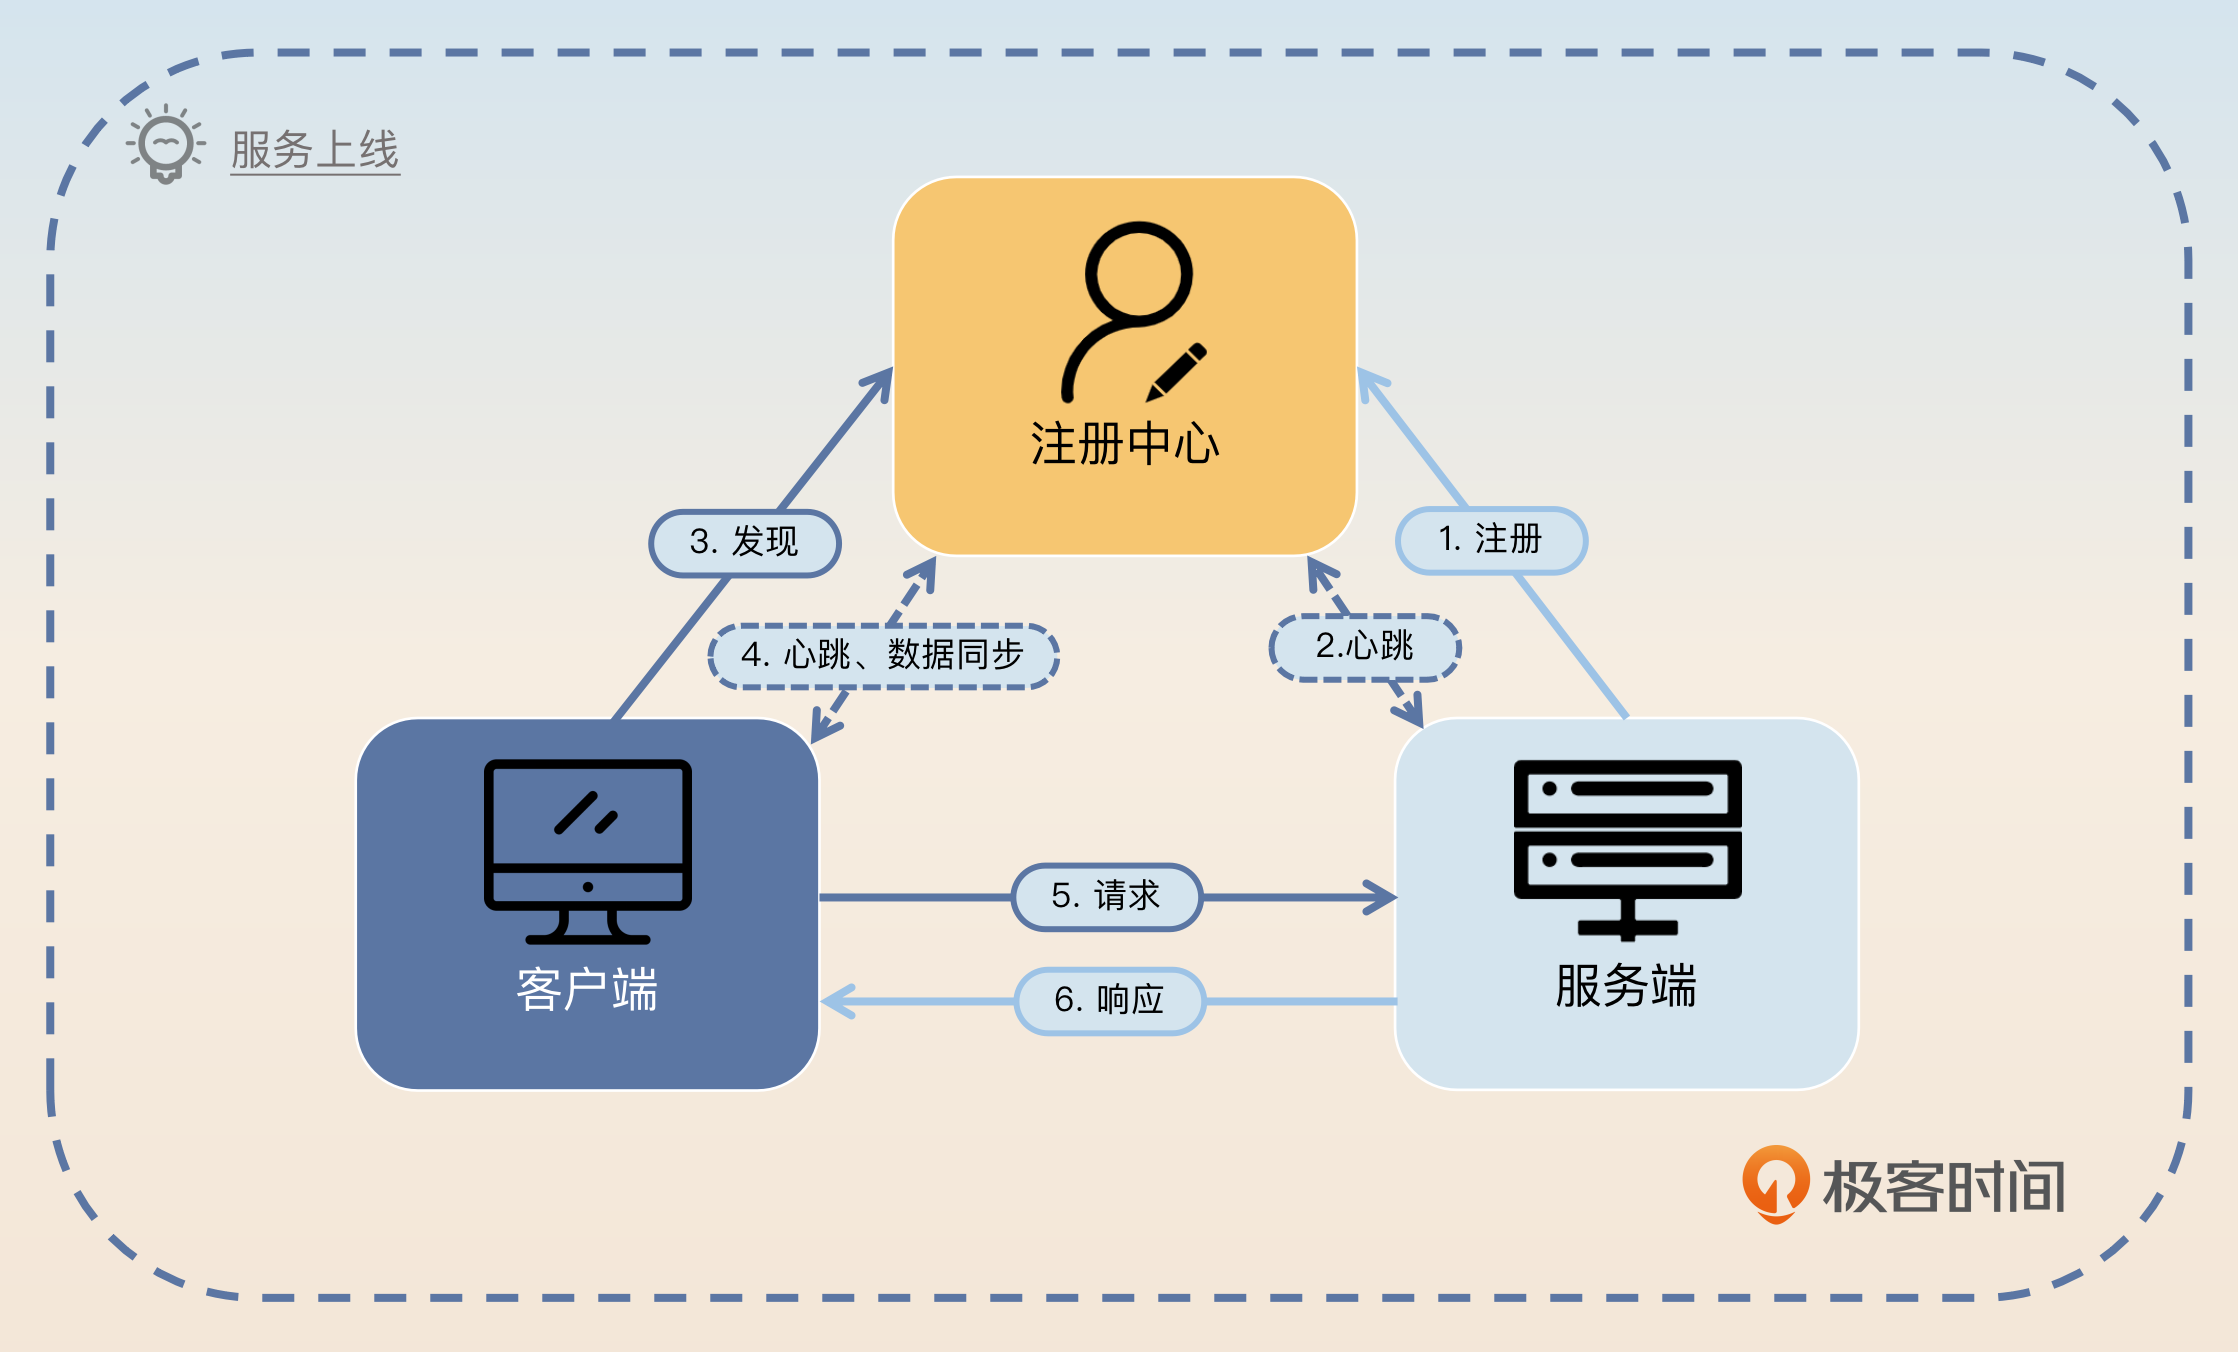 服务上线
注册中心
3. 发现
1. 注册
4. 心跳、数据同步
2.心跳
5. 请求
6. 响应
客户端
服务端
极客时间